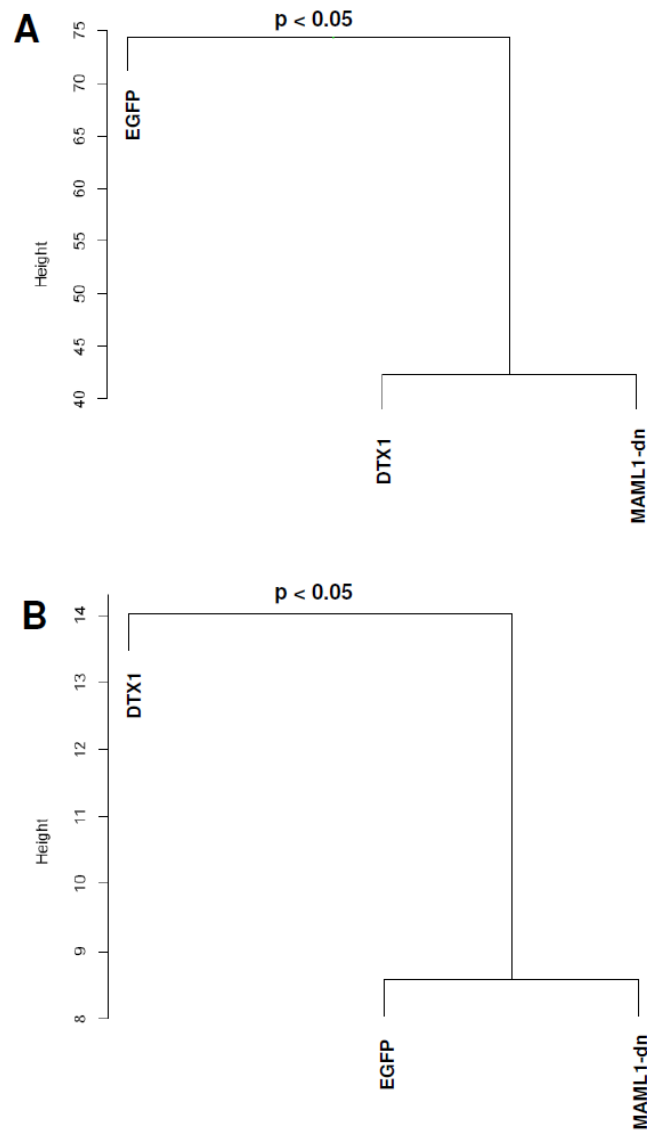 A
p < 0.05
75
70
65
60
55
50
45
40
Height
EGFP
DTX1
MAML1-dn
B
p < 0.05
14
13
12
11
10
9
8
Height
DTX1
EGFP
MAML1-dn